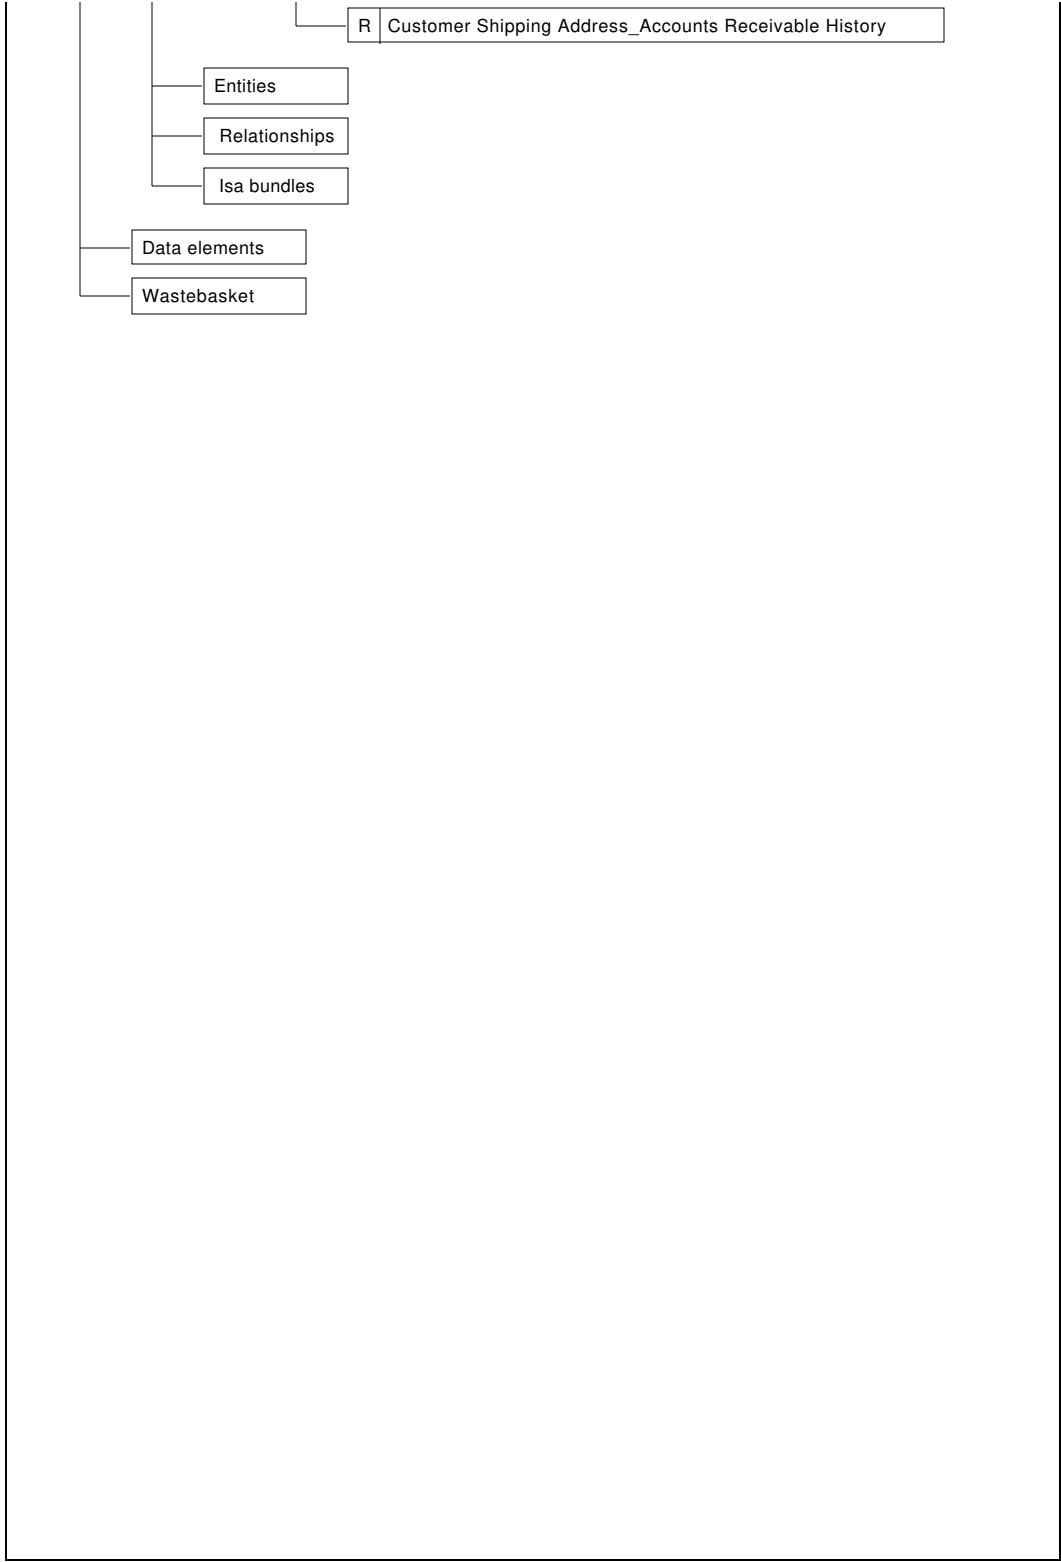 R Customer Shipping Address_Accounts Receivable History
Entities
Relationships
Isa bundles
Data elements
Wastebasket